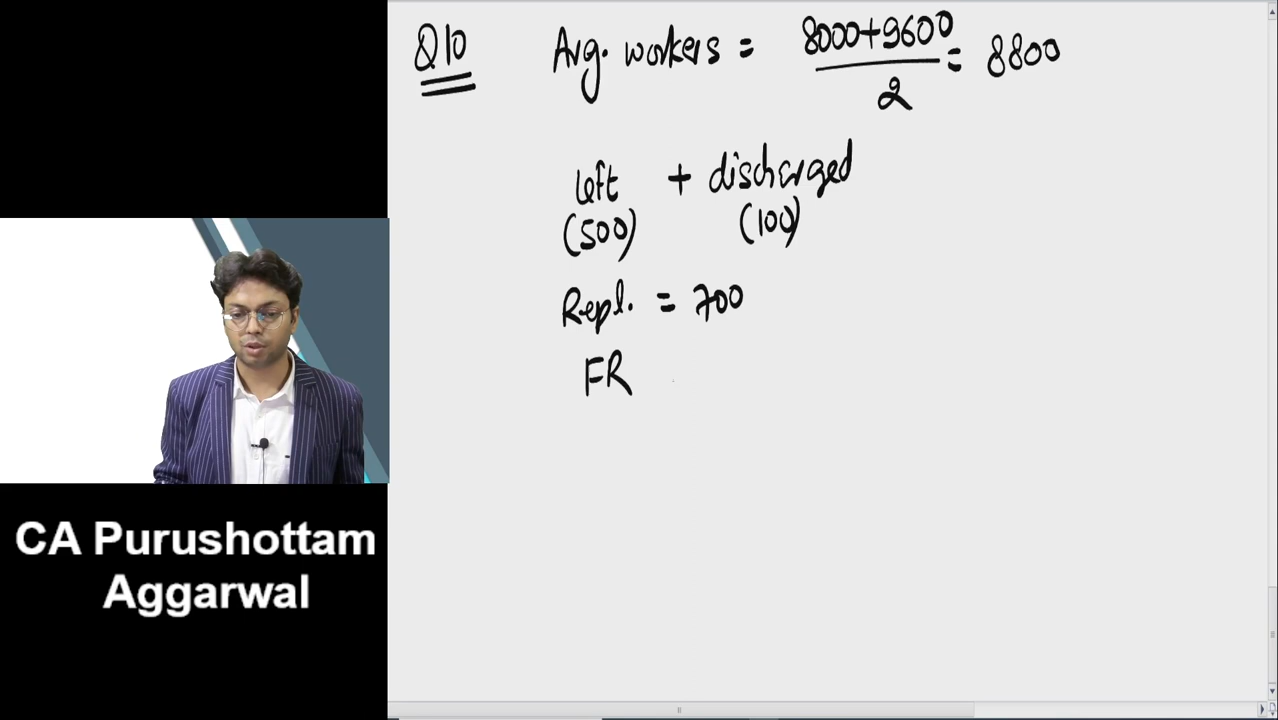 Q10
Avg. workers = 8000+9600 / 2 = 8800
left + discharged
(500) (100)
Repl. = 700
FR
CA Purushottam
Aggarwal